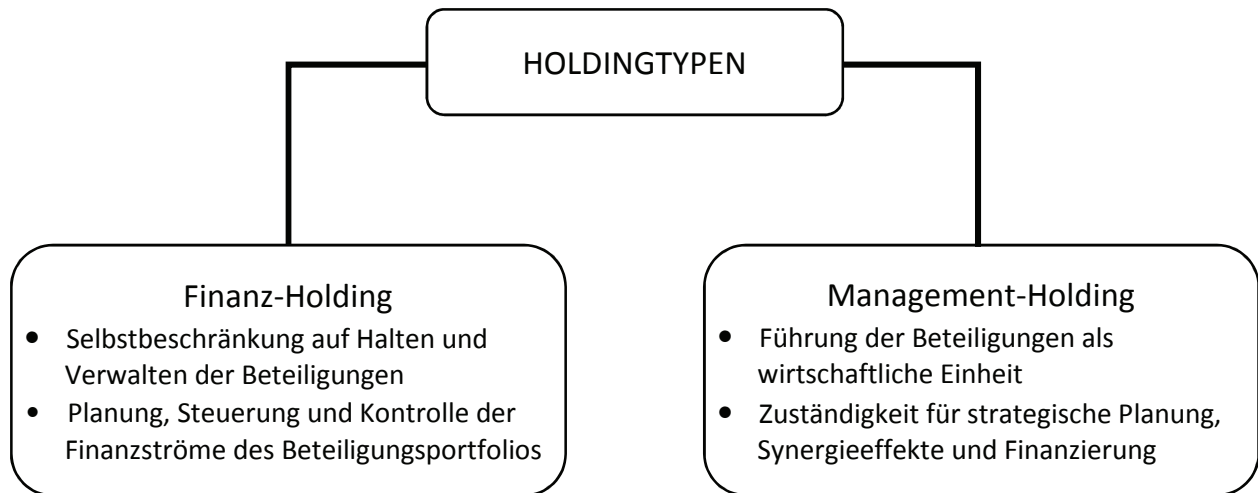 HOLDINGTYPEN
Finanz-Holding
• Selbstbeschränkung auf Halten und
Verwalten der Beteiligungen
• Planung, Steuerung und Kontrolle der
Finanzströme des Beteiligungsportfolios
Management-Holding
• Führung der Beteiligungen als
wirtschaftliche Einheit
• Zuständigkeit für strategische Planung,
Synergieeffekte und Finanzierung